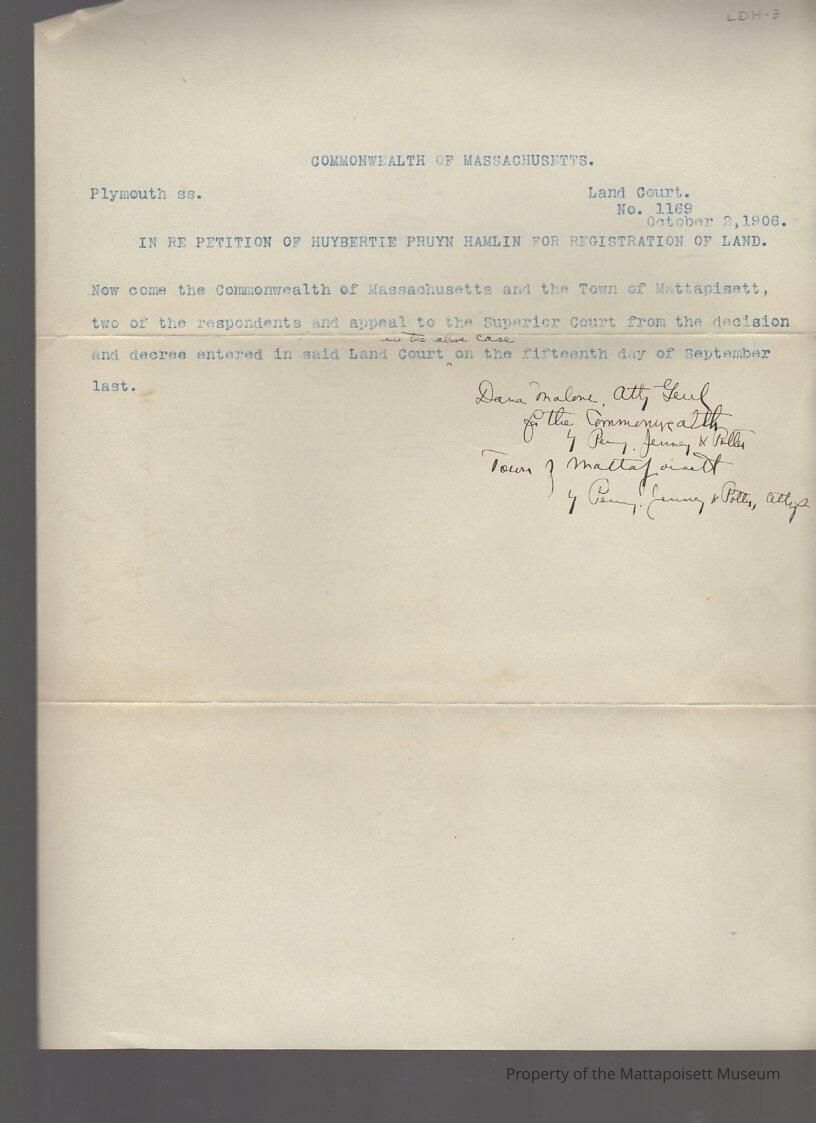 LDH-3
COMMONWEALTH OF MASSACHUSETTS.
Plymouth ss.
Land Court.
No. 1169
October 2,1906.
IN RE PETITION OF HUYBERTIE PRUYN HAMLIN FOR REGISTRATION OF LAND.
Now come the Commonwealth of Massachusetts and the Town of Mattapisett,
two of the respondents and appeal to the Superior Court from the decision
in the above case
and decree entered in said Land Court ^ on the fifteenth day of September
last.
Dana Malone, Atty Genl
for the Commonwealth
by Perry, Jenney & Potter
Town of Mattapoisett
by Perry, Jenney & Potter, Attys
Property of the Mattapoisett Museum